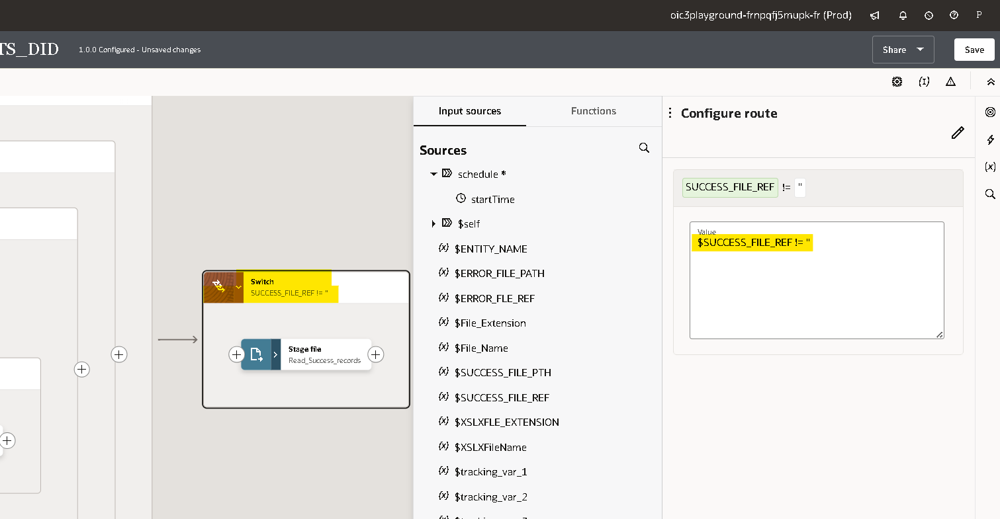 oic3playground-frnpqfj5mupk-fr (Prod)
P
TS_DID
1.0.0 Configured - Unsaved changes
Share
Save
Input sources
Functions
Configure route
Sources
schedule *
startTime
$self
$ENTITY_NAME
$ERROR_FILE_PATH
$ERROR_FLE_REF
$File_Extension
$File_Name
$SUCCESS_FILE_PTH
$SUCCESS_FILE_REF
$XSLXFLE_EXTENSION
$XSLXFileName
$tracking_var_1
$tracking_var_2
SUCCESS_FILE_REF != ''
Value
$SUCCESS_FILE_REF != ''
Switch
SUCCESS_FILE_REF != ''
Stage file
Read_Success_records